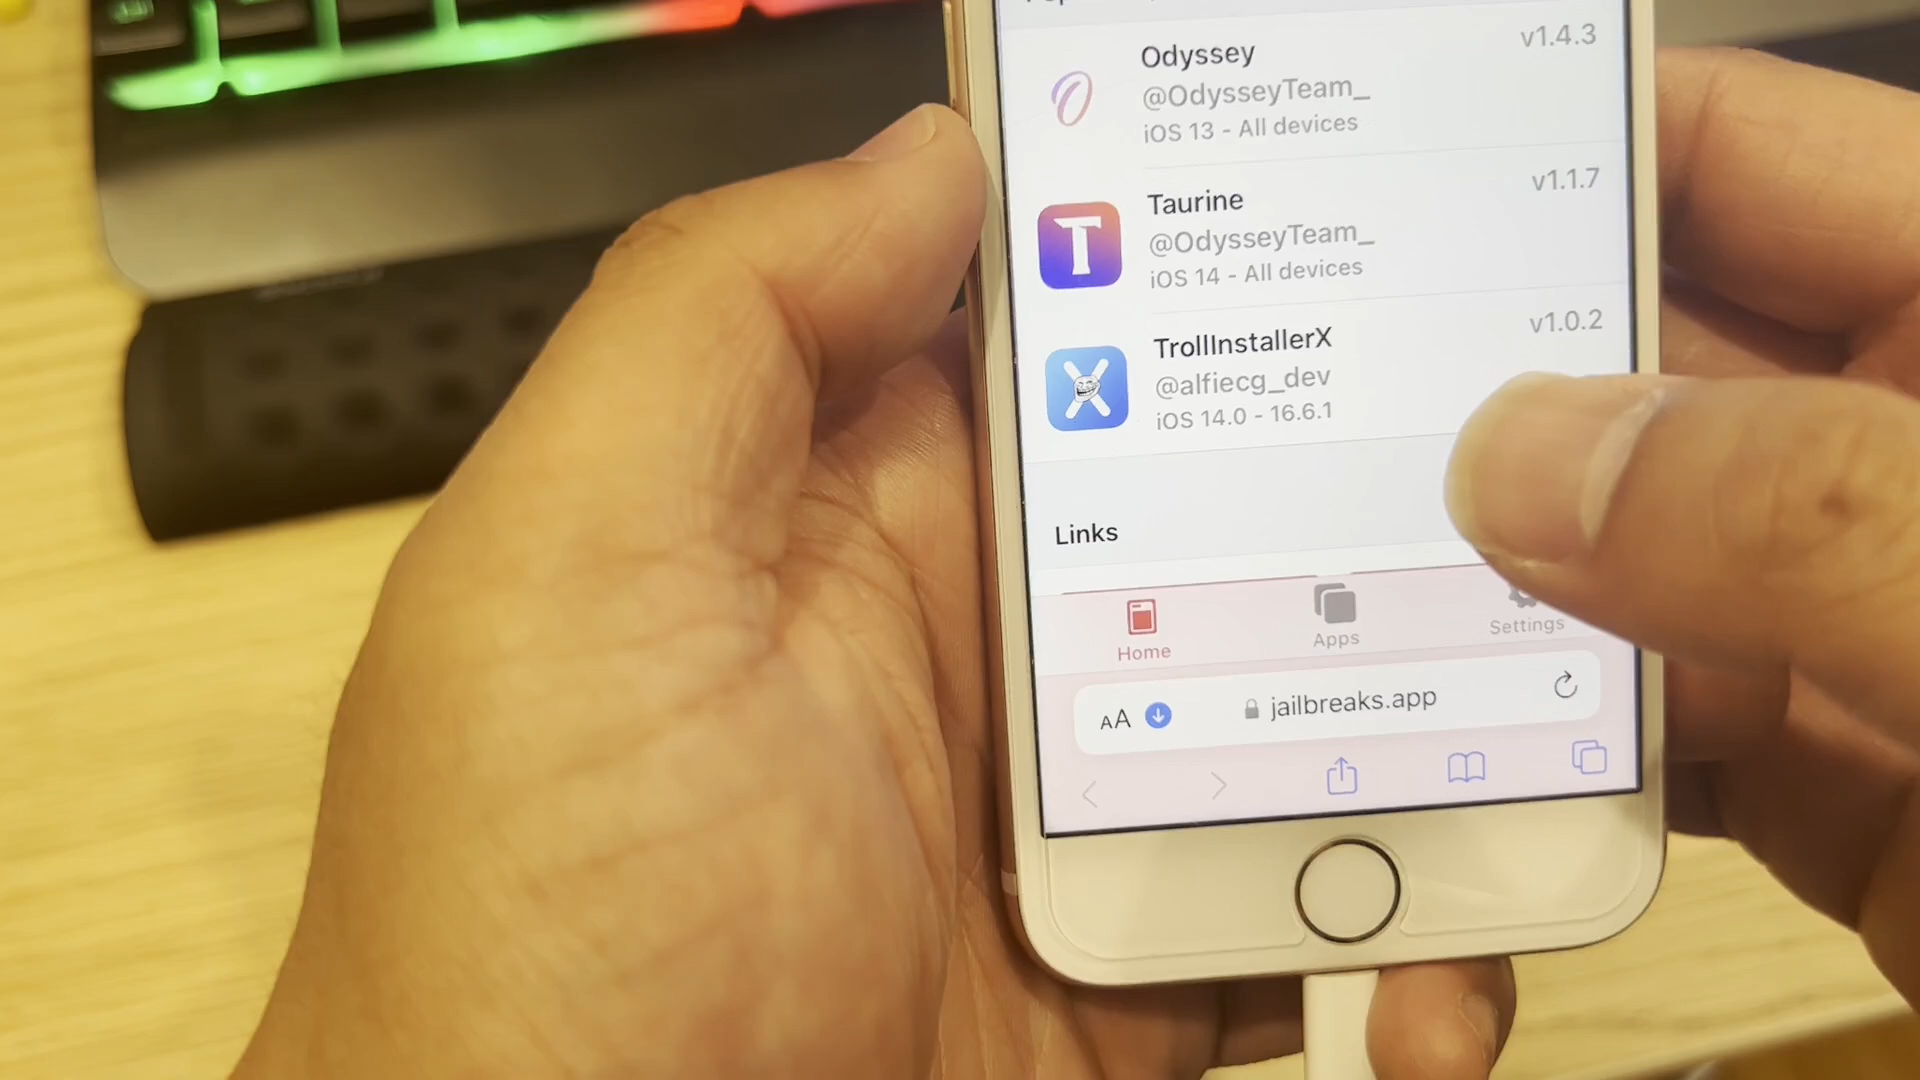 Odyssey
v1.4.3
@OdysseyTeam_
iOS 13 - All devices
Taurine
v1.1.7
@OdysseyTeam_
iOS 14 - All devices
TrollInstallerX
v1.0.2
@alfiecg_dev
iOS 14.0 - 16.6.1
Links
Home
Apps
Settings
AA
jailbreaks.app